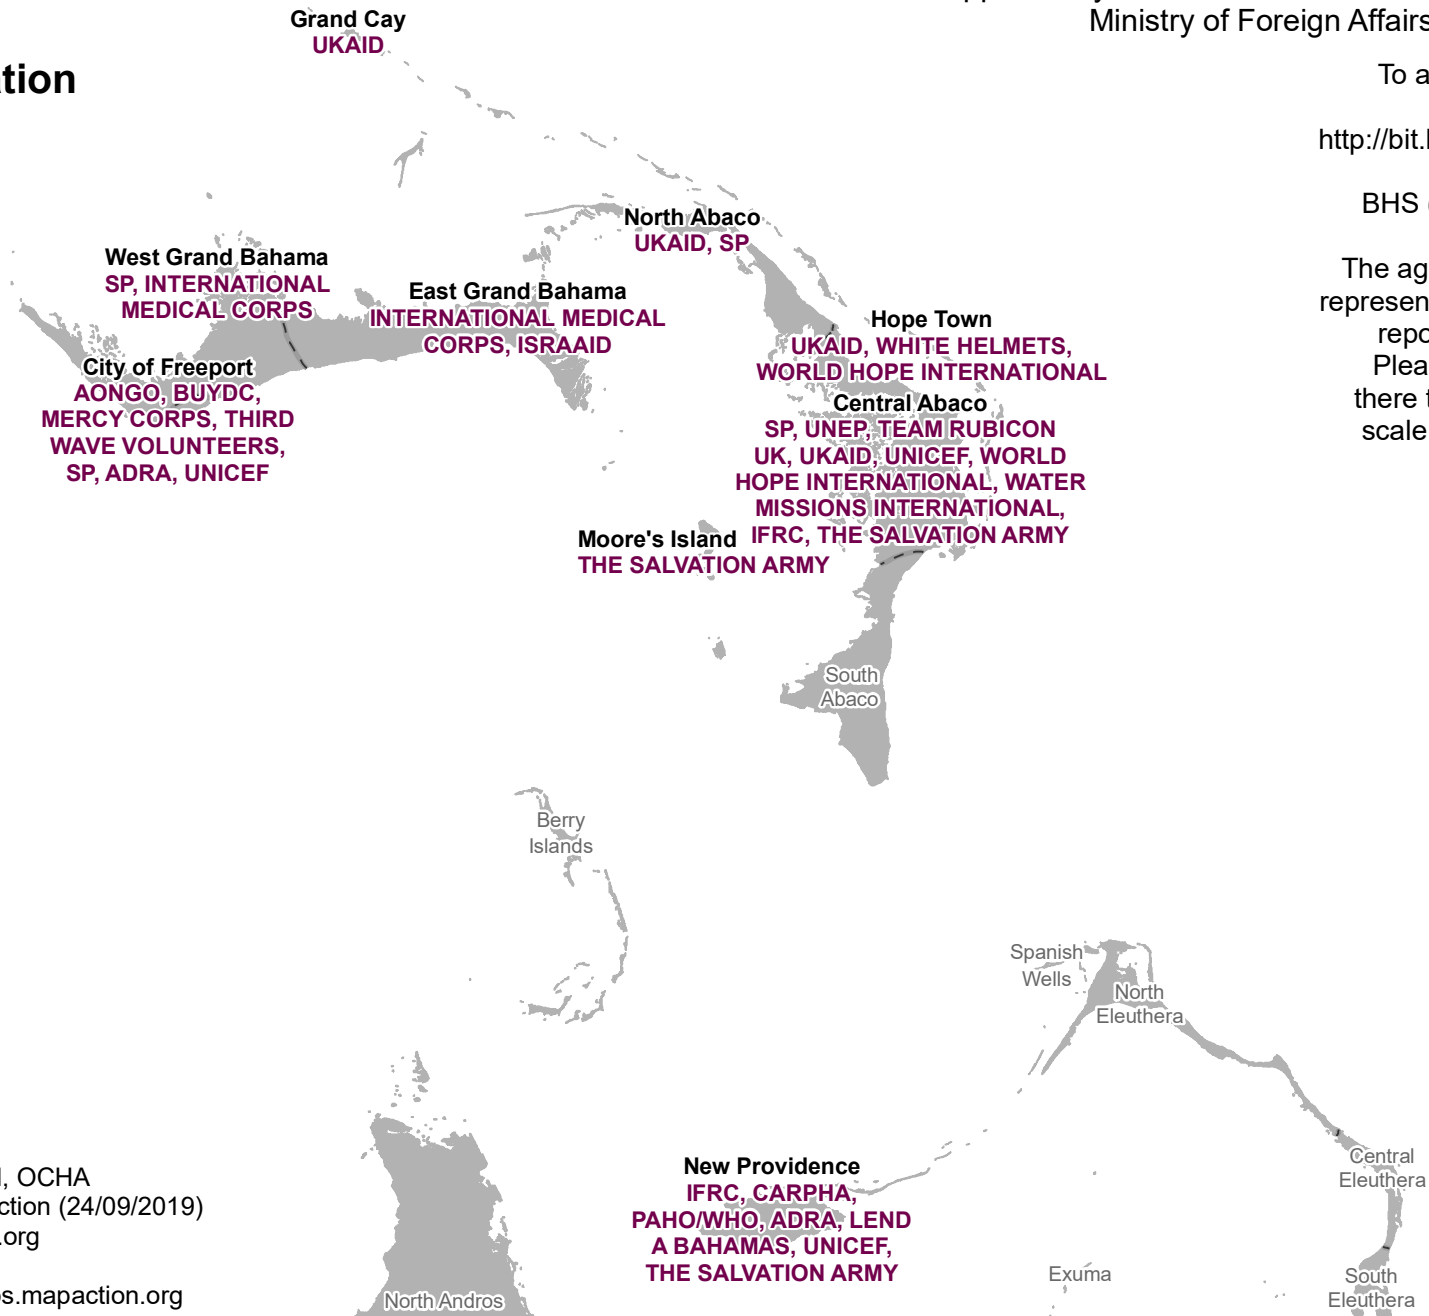 Grand Cay
UKAID
Ministry of Foreign Affairs
To a
http://bit.
BHS
The ag
represen
repo
Plea
there t
scale
tion
North Abaco
UKAID, SP
West Grand Bahama
SP, INTERNATIONAL
MEDICAL CORPS
East Grand Bahama
INTERNATIONAL MEDICAL
CORPS, ISRAAID
City of Freeport
AONGO, BUYDC,
MERCY CORPS, THIRD
WAVE VOLUNTEERS,
SP, ADRA, UNICEF
Hope Town
UKAID, WHITE HELMETS,
WORLD HOPE INTERNATIONAL
Central Abaco
SP, UNEP, TEAM RUBICON
UK, UKAID, UNICEF, WORLD
HOPE INTERNATIONAL, WATER
MISSIONS INTERNATIONAL,
IFRC, THE SALVATION ARMY
Moore's Island
THE SALVATION ARMY
South
Abaco
Berry
Islands
Spanish
Wells
North
Eleuthera
Central
Eleuthera
New Providence
IFRC, CARPHA,
PAHO/WHO, ADRA, LEND
A BAHAMAS, UNICEF,
THE SALVATION ARMY
Exuma
South
Eleuthera
North Andros
, OCHA
ction (24/09/2019)
.org
s.mapaction.org